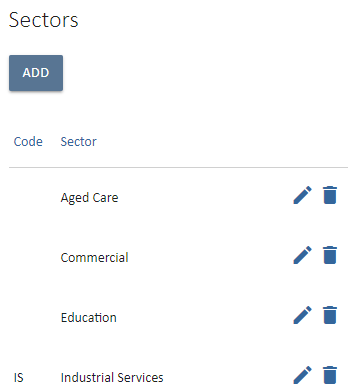 Sectors
ADD
Code Sector
Aged Care
Commercial
Education
IS Industrial Services